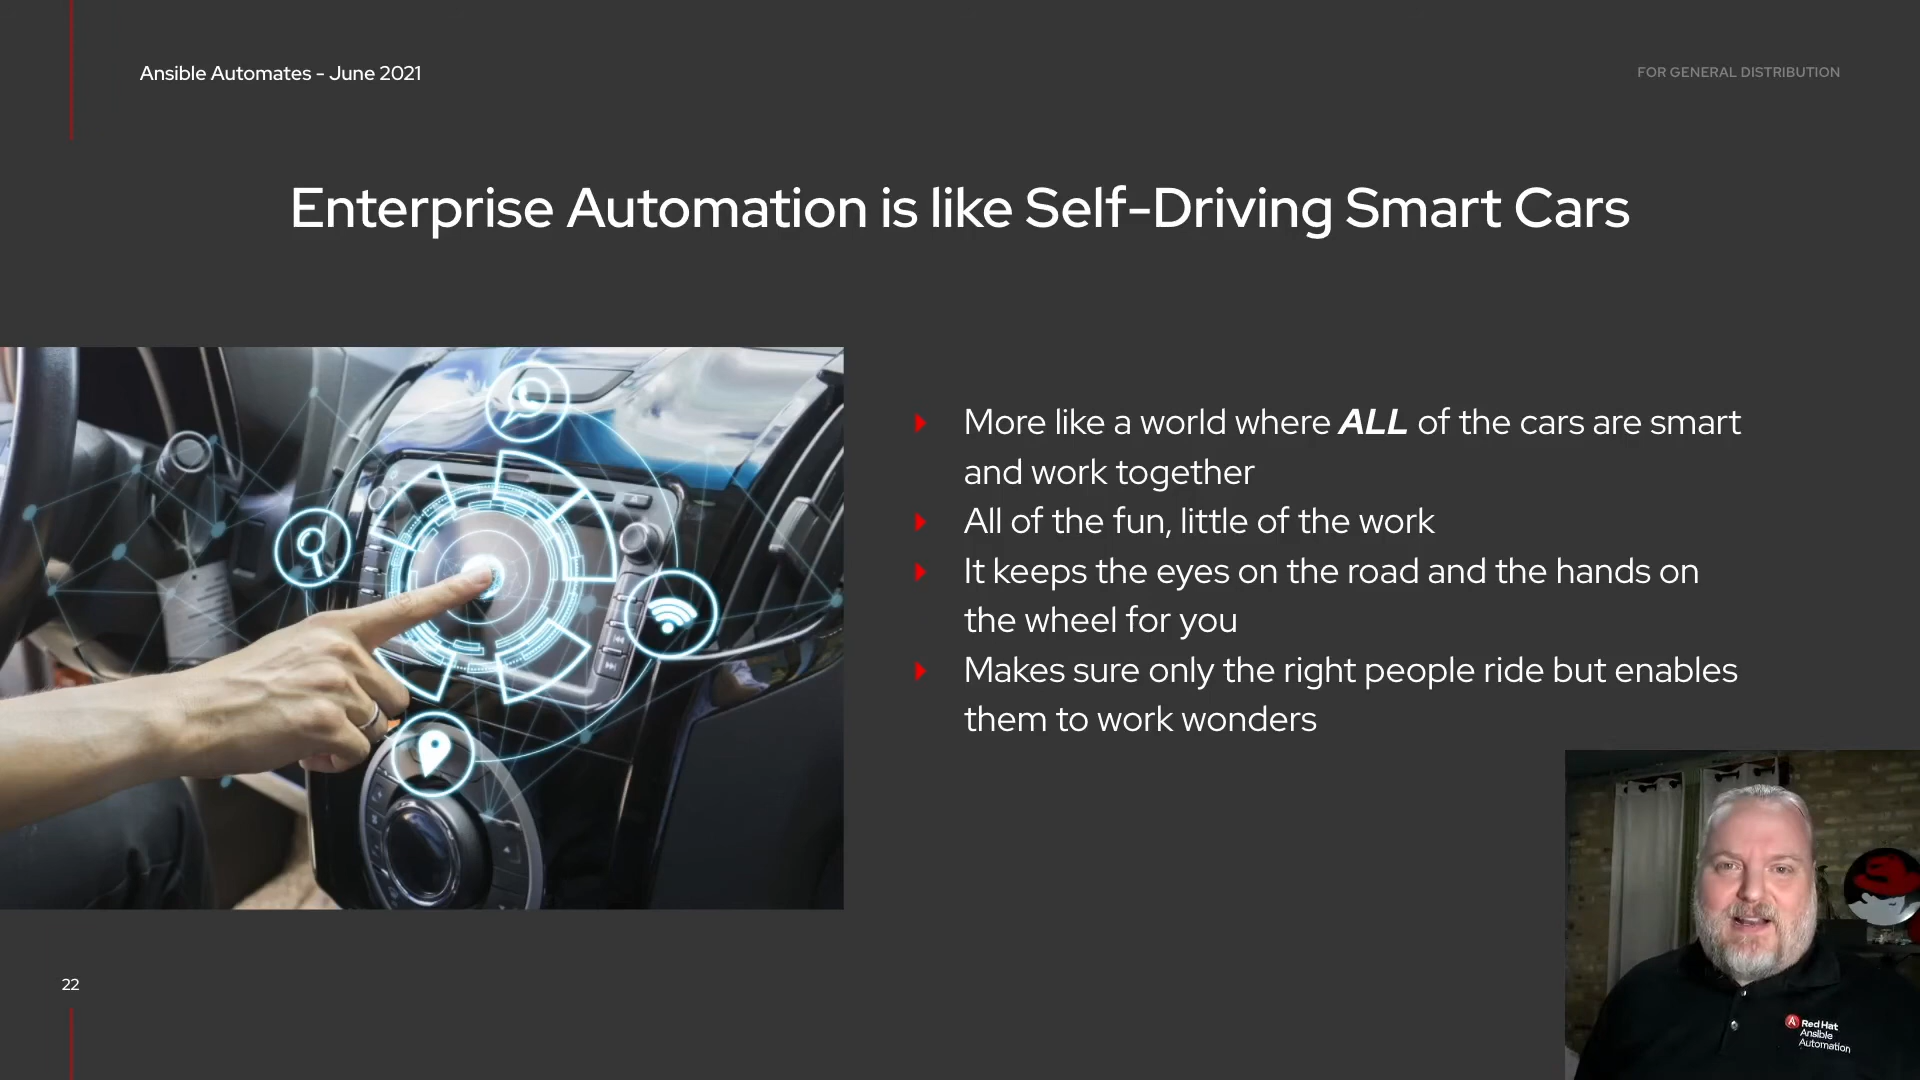 Ansible Automates - June 2021
FOR GENERAL DISTRIBUTION
Enterprise Automation is like Self-Driving Smart Cars
More like a world where ALL of the cars are smart
and work together
All of the fun, little of the work
It keeps the eyes on the road and the hands on
the wheel for you
Makes sure only the right people ride but enables
them to work wonders
22
Red Hat
Ansible
Automation